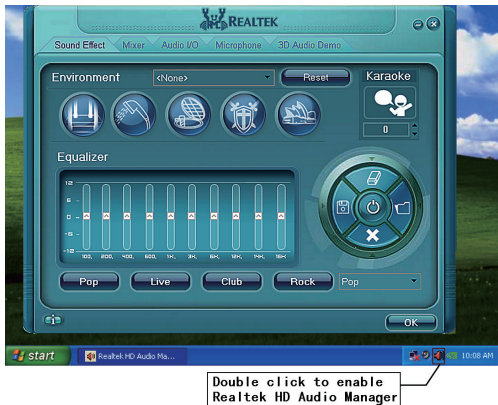 REALTEK
Sound Effect Mixer Audio I/O Microphone 3D Audio Demo
Environment <None> Reset Karaoke
0
Equalizer
12
6
0
-6
-12
100, 200, 400, 600, 1K, 3K, 6K, 12K, 14K, 16K
Pop Live Club Rock Pop
OK
start Realtek HD Audio Ma... 10:08 AM
Double click to enable
Realtek HD Audio Manager